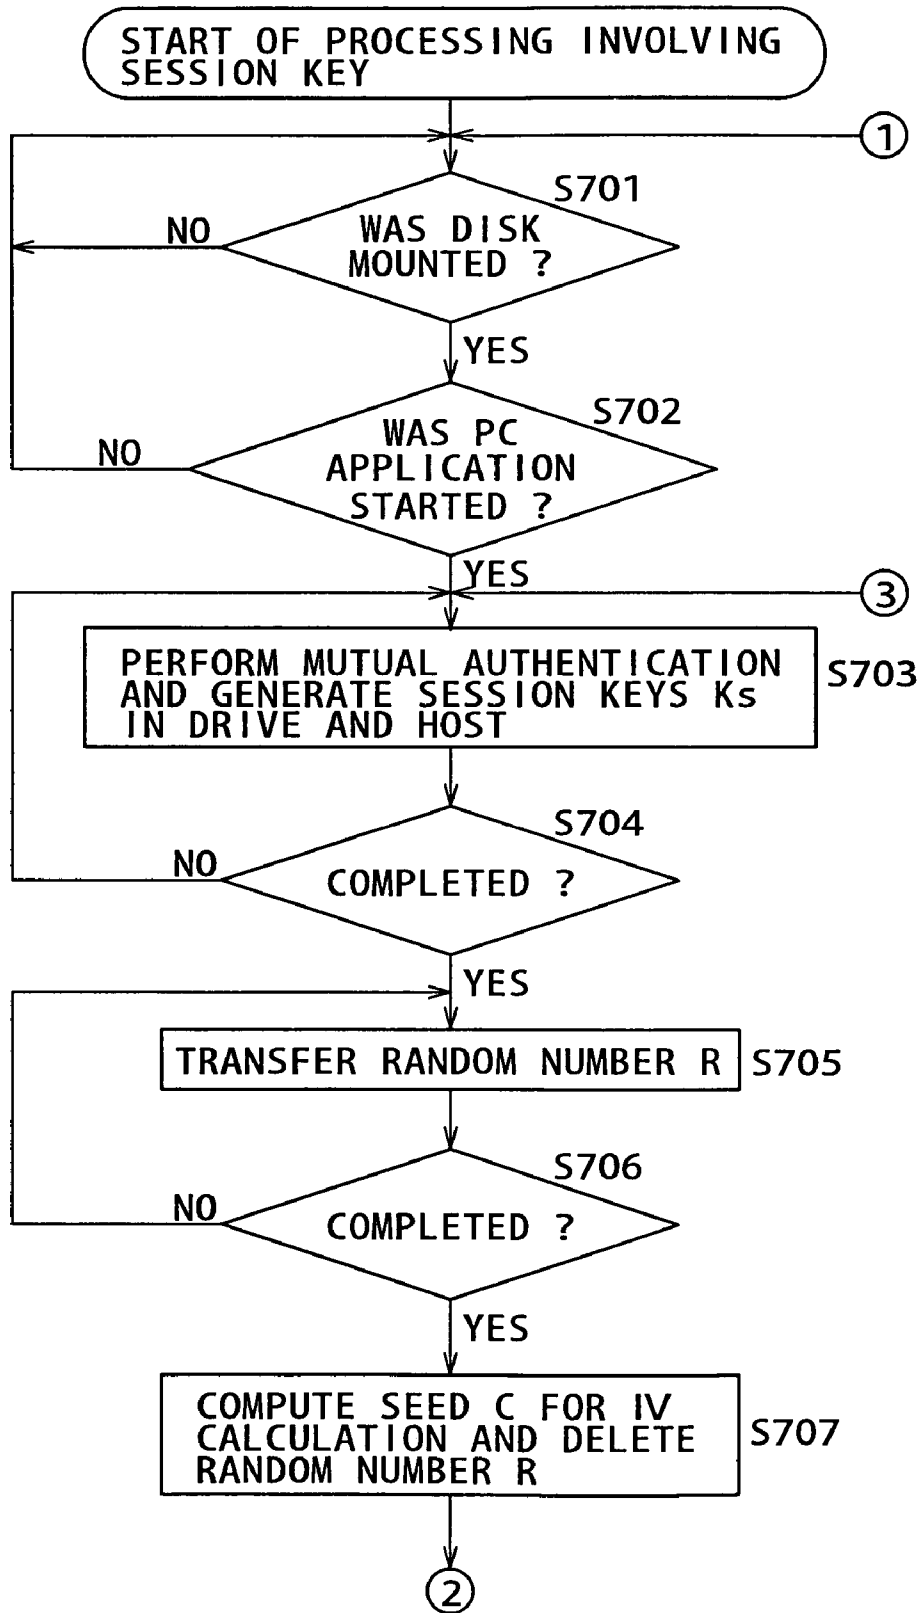 START OF PROCESSING INVOLVING
SESSION KEY
1
S701
NO
WAS DISK
MOUNTED ?
YES
S702
NO
WAS PC
APPLICATION
STARTED ?
YES
3
PERFORM MUTUAL AUTHENTICATION
AND GENERATE SESSION KEYS Ks
IN DRIVE AND HOST
S703
S704
NO
COMPLETED ?
YES
TRANSFER RANDOM NUMBER R
S705
S706
NO
COMPLETED ?
YES
COMPUTE SEED C FOR IV
CALCULATION AND DELETE
RANDOM NUMBER R
S707
2